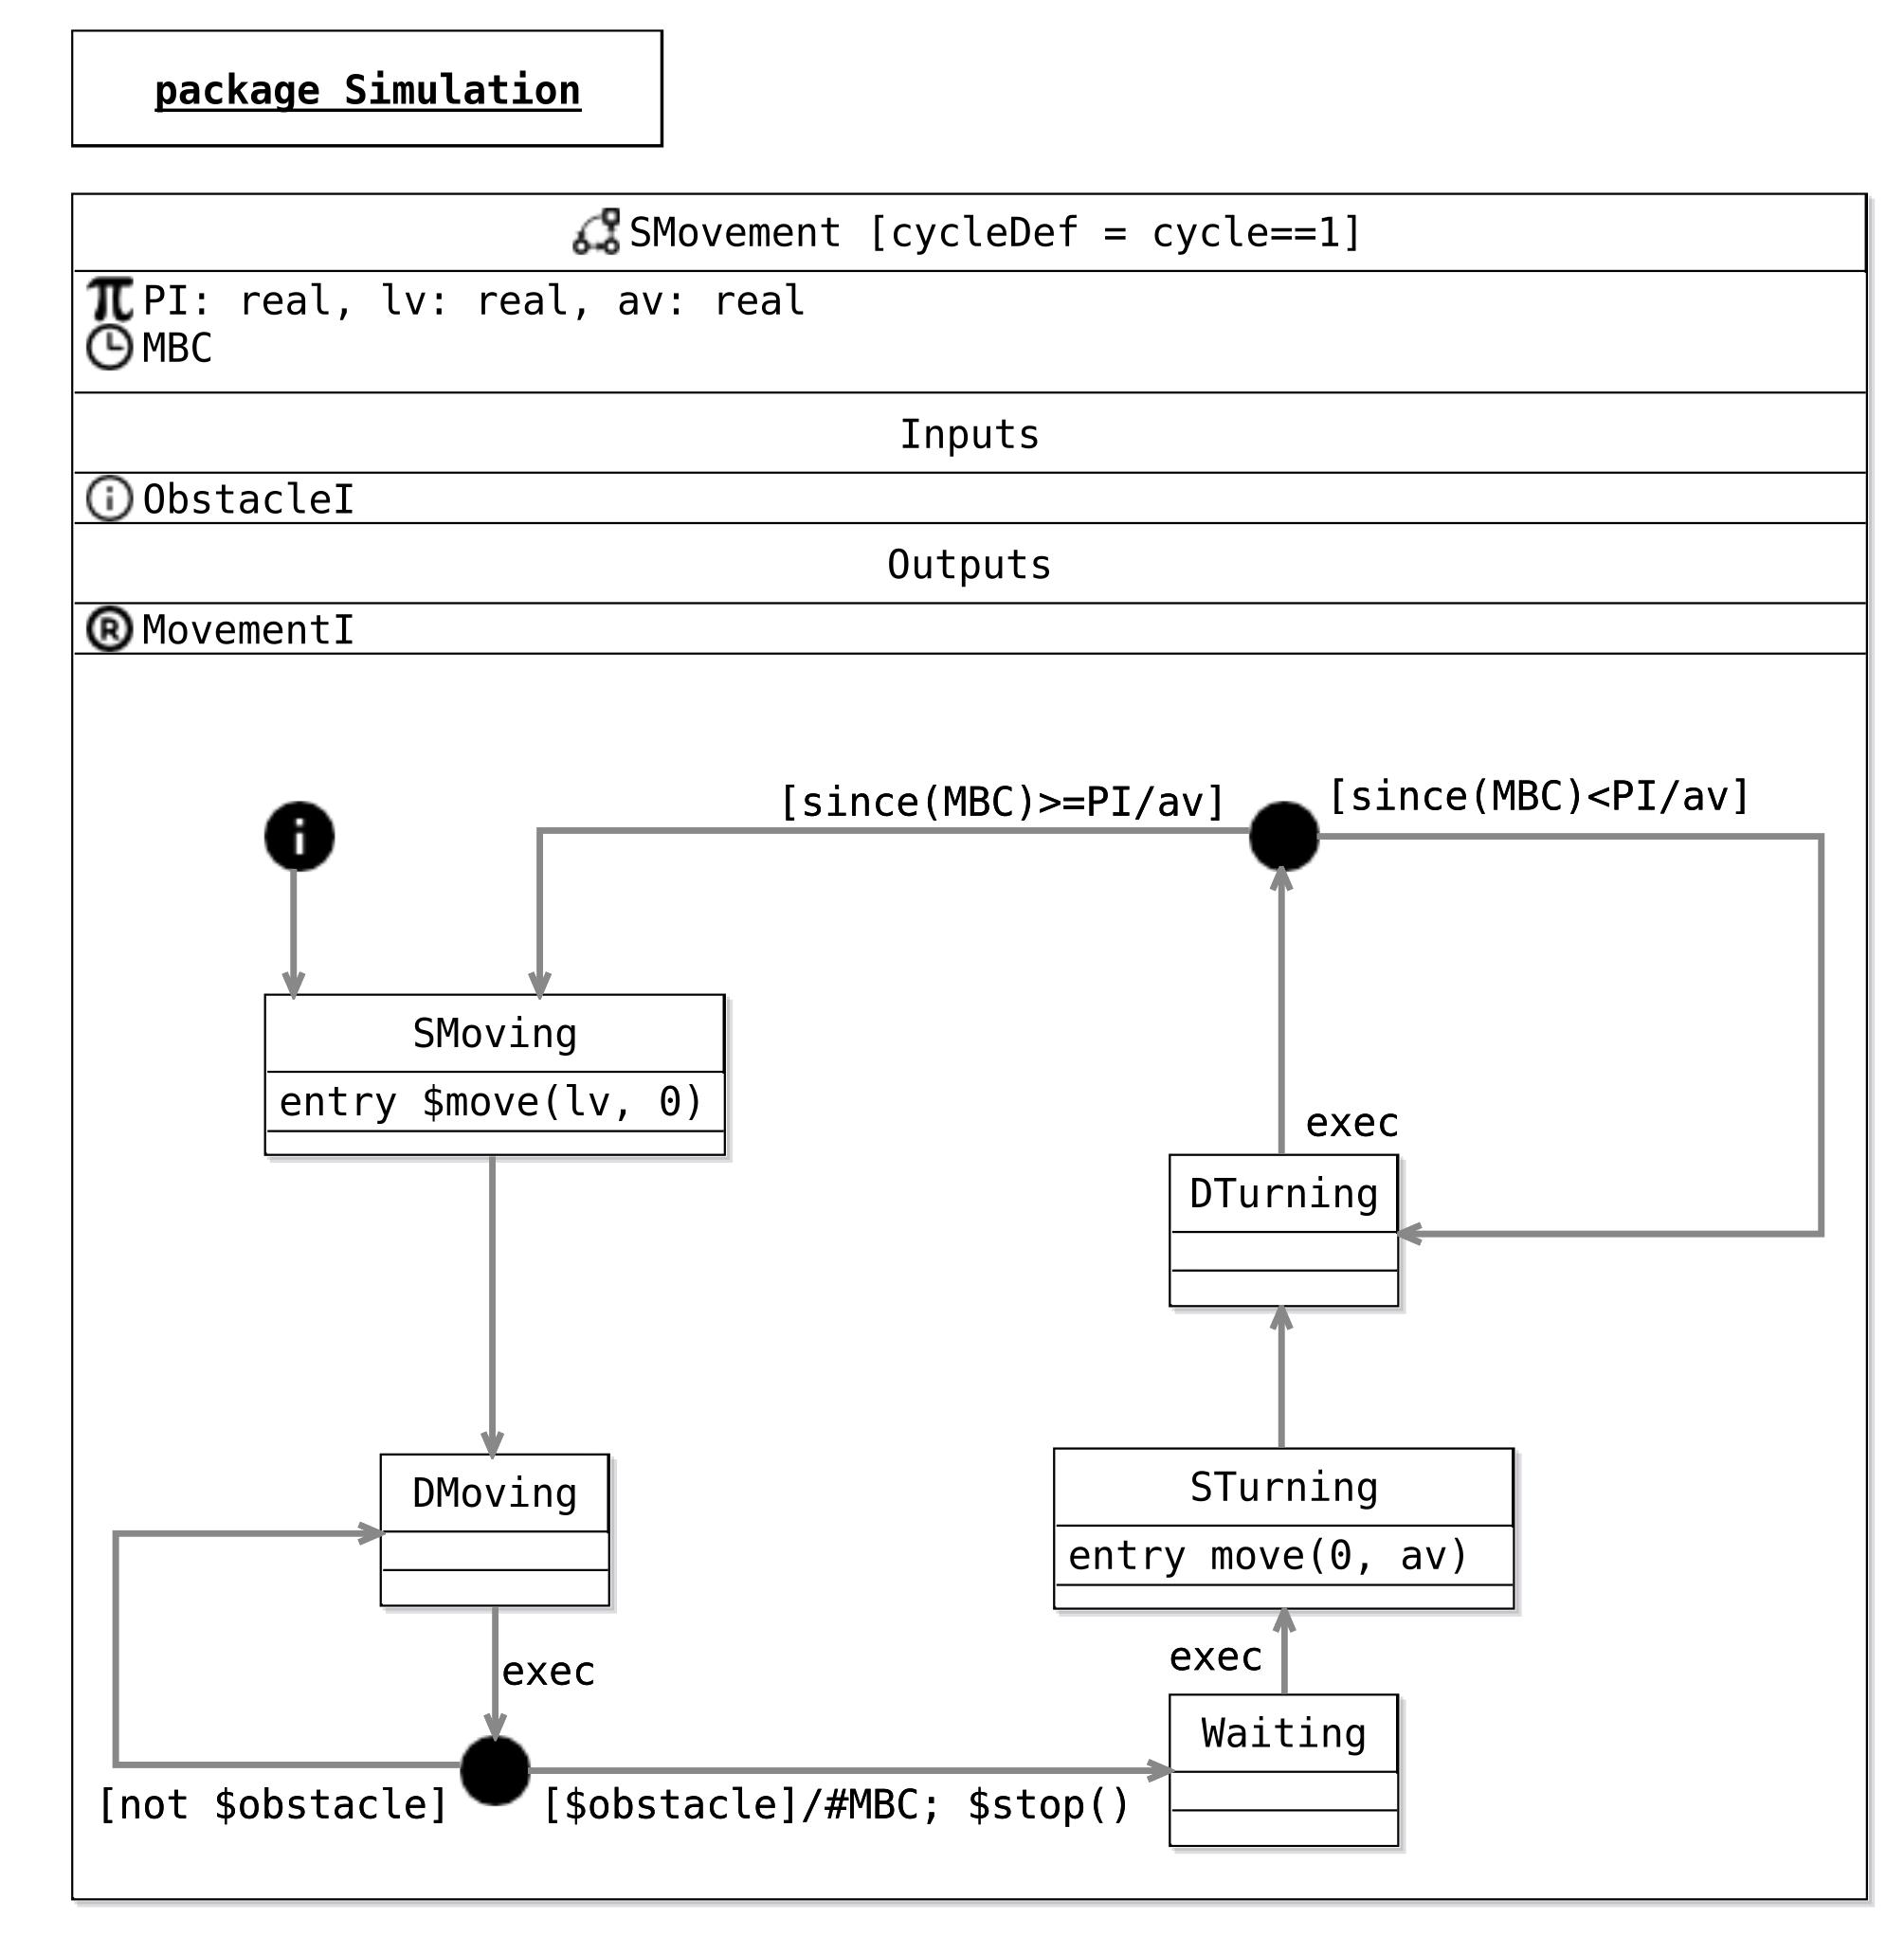 package Simulation
SMovement [cycleDef = cycle==1]
PI: real, lv: real, av: real
MBC
Inputs
ObstacleI
Outputs
MovementI
[since(MBC)>=PI/av]
[since(MBC)<PI/av]
i
SMoving
entry $move(lv, 0)
exec
DTurning
DMoving
STurning
entry move(0, av)
exec
exec
Waiting
[not $obstacle]
[$obstacle]/#MBC; $stop()